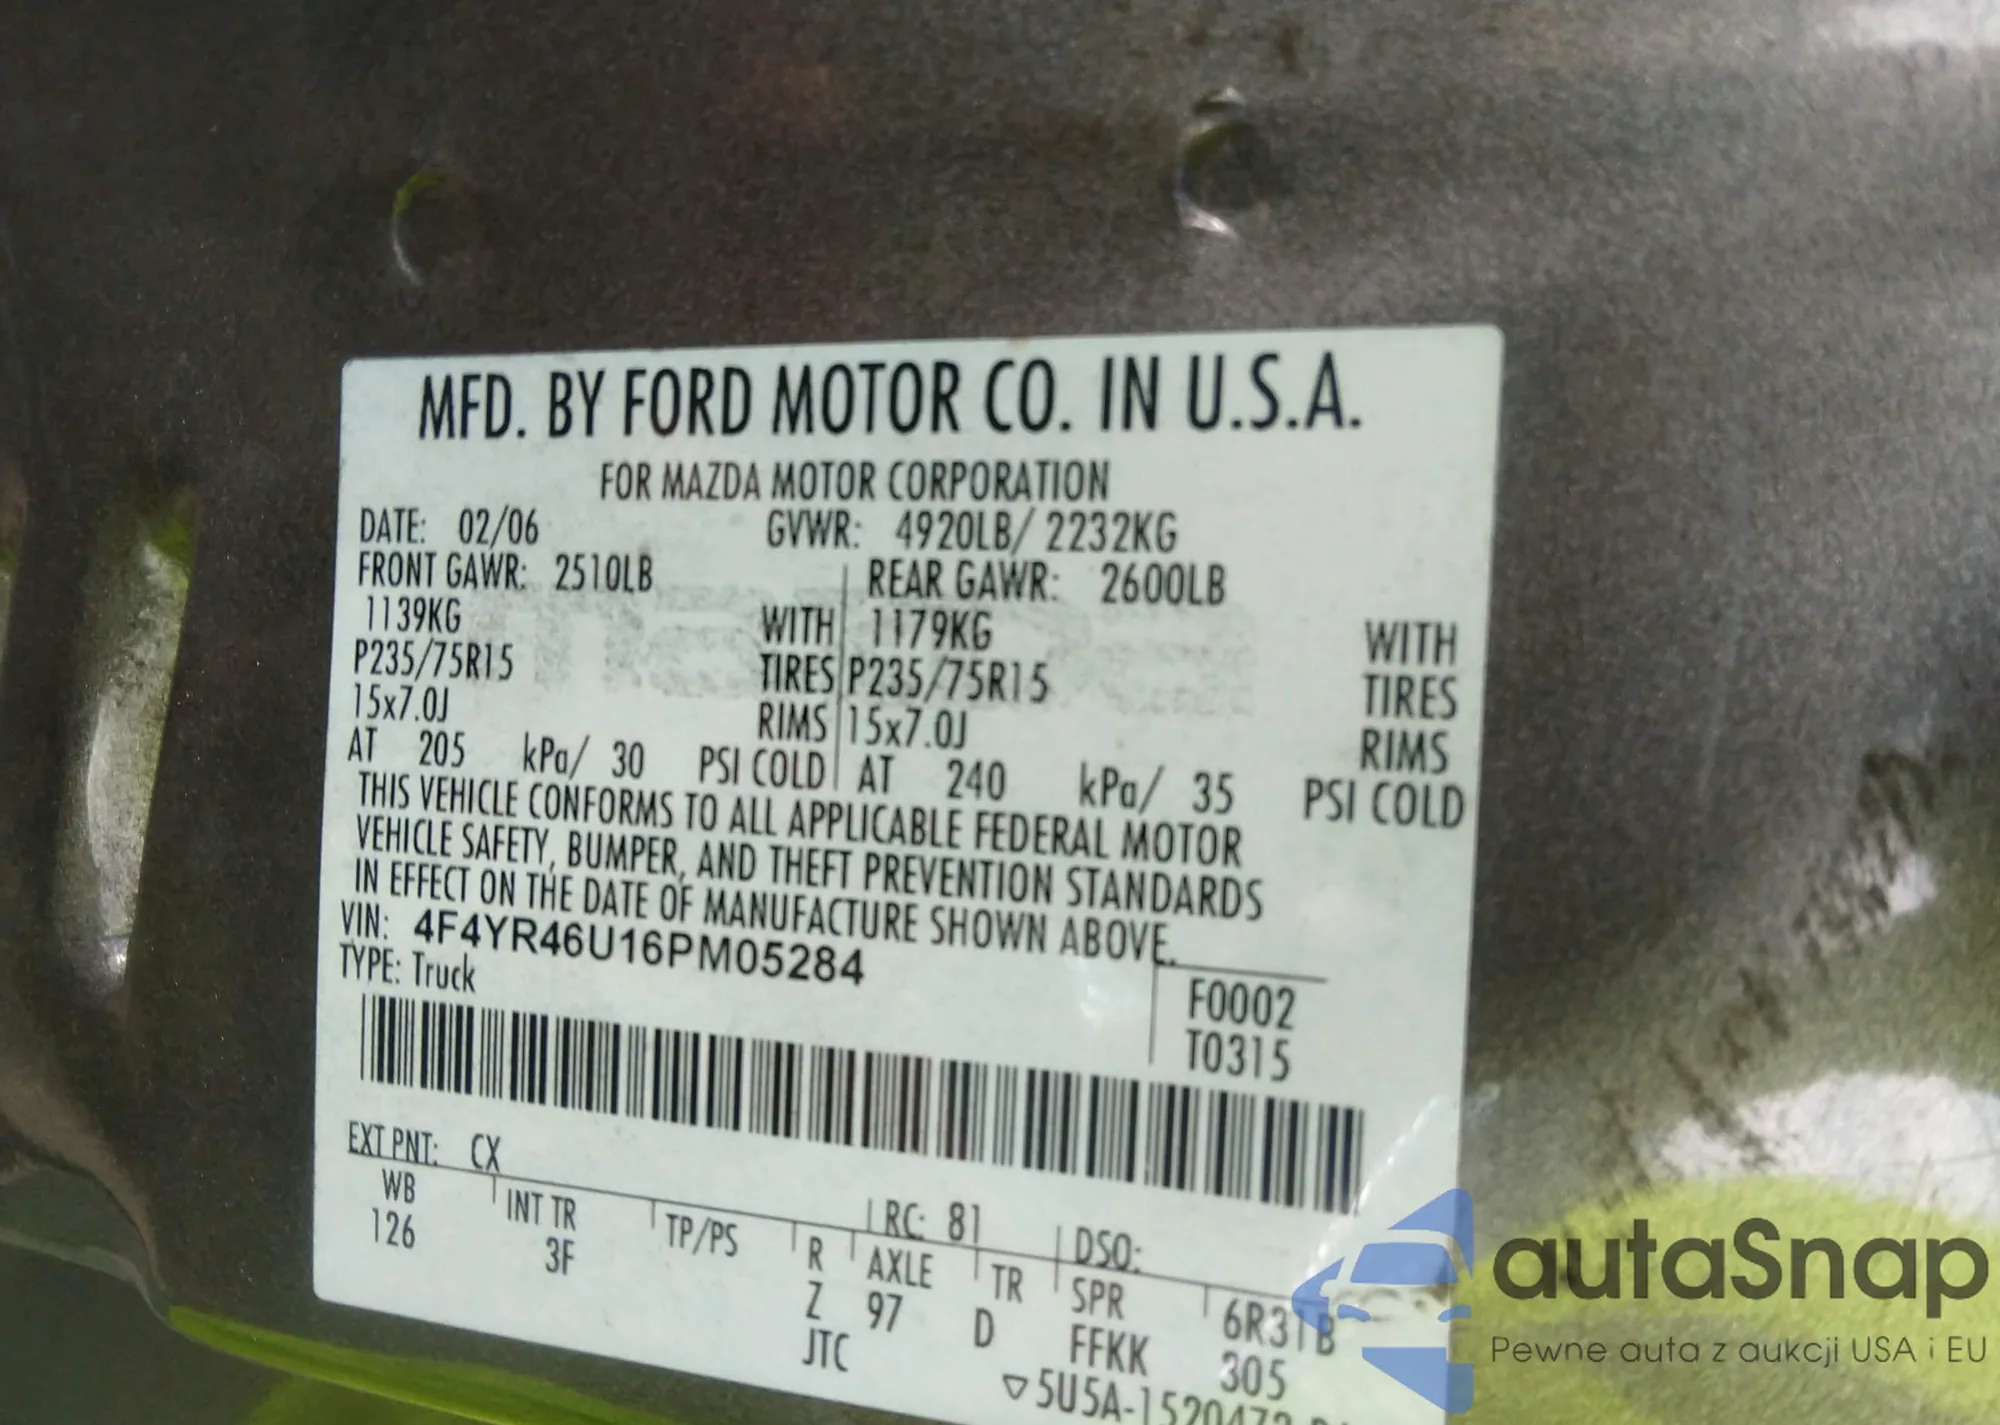 MFD. BY FORD MOTOR CO. IN U.S.A.
FOR MAZDA MOTOR CORPORATION
DATE: 02/06 GVWR: 4920LB/ 2232KG
FRONT GAWR: 2510LB REAR GAWR: 2600LB
1139KG WITH 1179KG WITH
P235/75R15 TIRES P235/75R15 TIRES
15x7.0J RIMS 15x7.0J RIMS
AT 205 kPa/ 30 PSI COLD AT 240 kPa/ 35 PSI COLD
THIS VEHICLE CONFORMS TO ALL APPLICABLE FEDERAL MOTOR
VEHICLE SAFETY, BUMPER, AND THEFT PREVENTION STANDARDS
IN EFFECT ON THE DATE OF MANUFACTURE SHOWN ABOVE.
VIN: 4F4YR46U16PM05284
TYPE: Truck
F0002
T0315
EXT PNT: CX RC: 81 DSO:
WB INT TR TP/PS R AXLE TR SPR 6R31B
126 3F Z 97 D FFKK 305
JTC
▽5U5A-1520472
autaSnap
Pewne auta z aukcji USA i EU